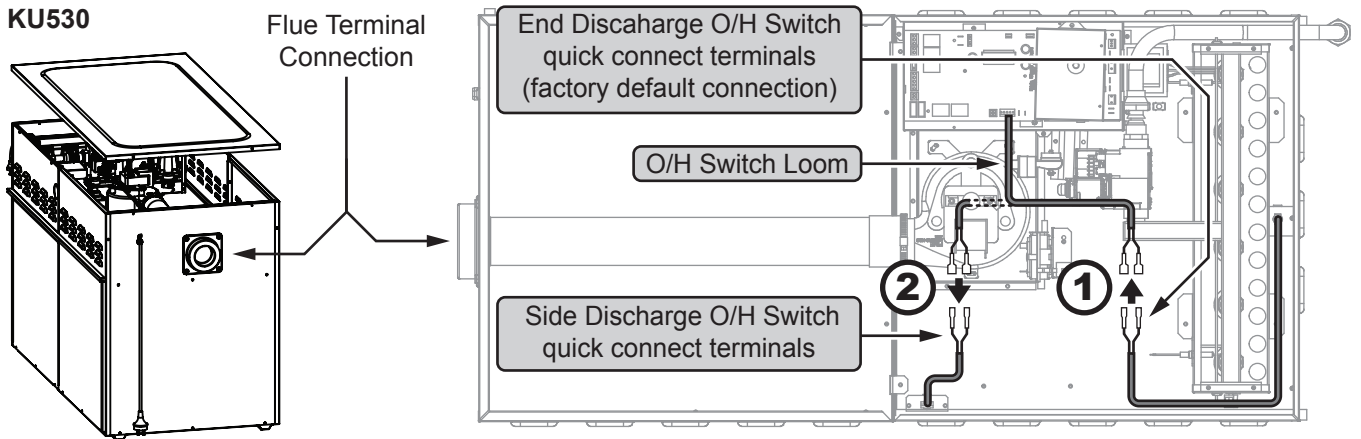 KU530
Flue Terminal
Connection
End Discaharge O/H Switch
quick connect terminals
(factory default connection)
O/H Switch Loom
2
1
Side Discharge O/H Switch
quick connect terminals